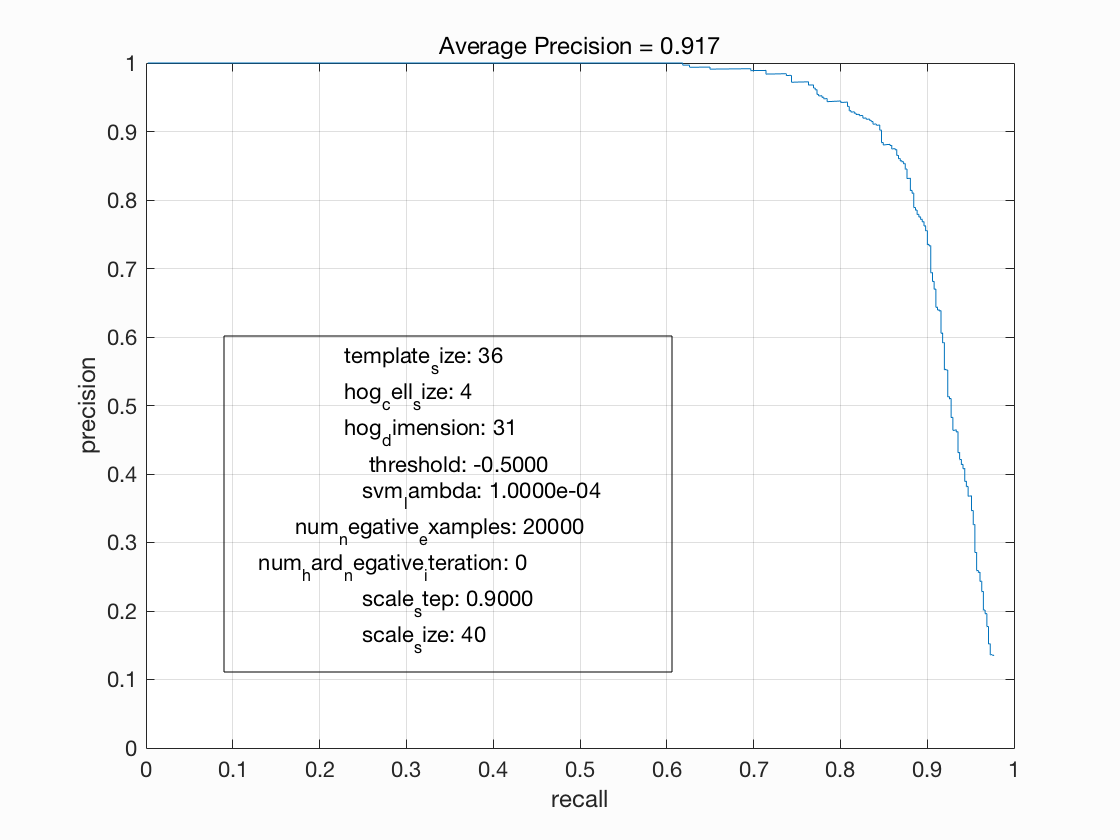 Average Precision = 0.917
1
0.9
0.8
0.7
0.6
0.5
0.4
0.3
0.2
0.1
0
precision
template_size: 36
hog_cell_size: 4
hog_dimension: 31
threshold: -0.5000
svm_lambda: 1.0000e-04
num_negative_examples: 20000
num_hard_negative_iteration: 0
scale_step: 0.9000
scale_size: 40
0 0.1 0.2 0.3 0.4 0.5 0.6 0.7 0.8 0.9 1
recall